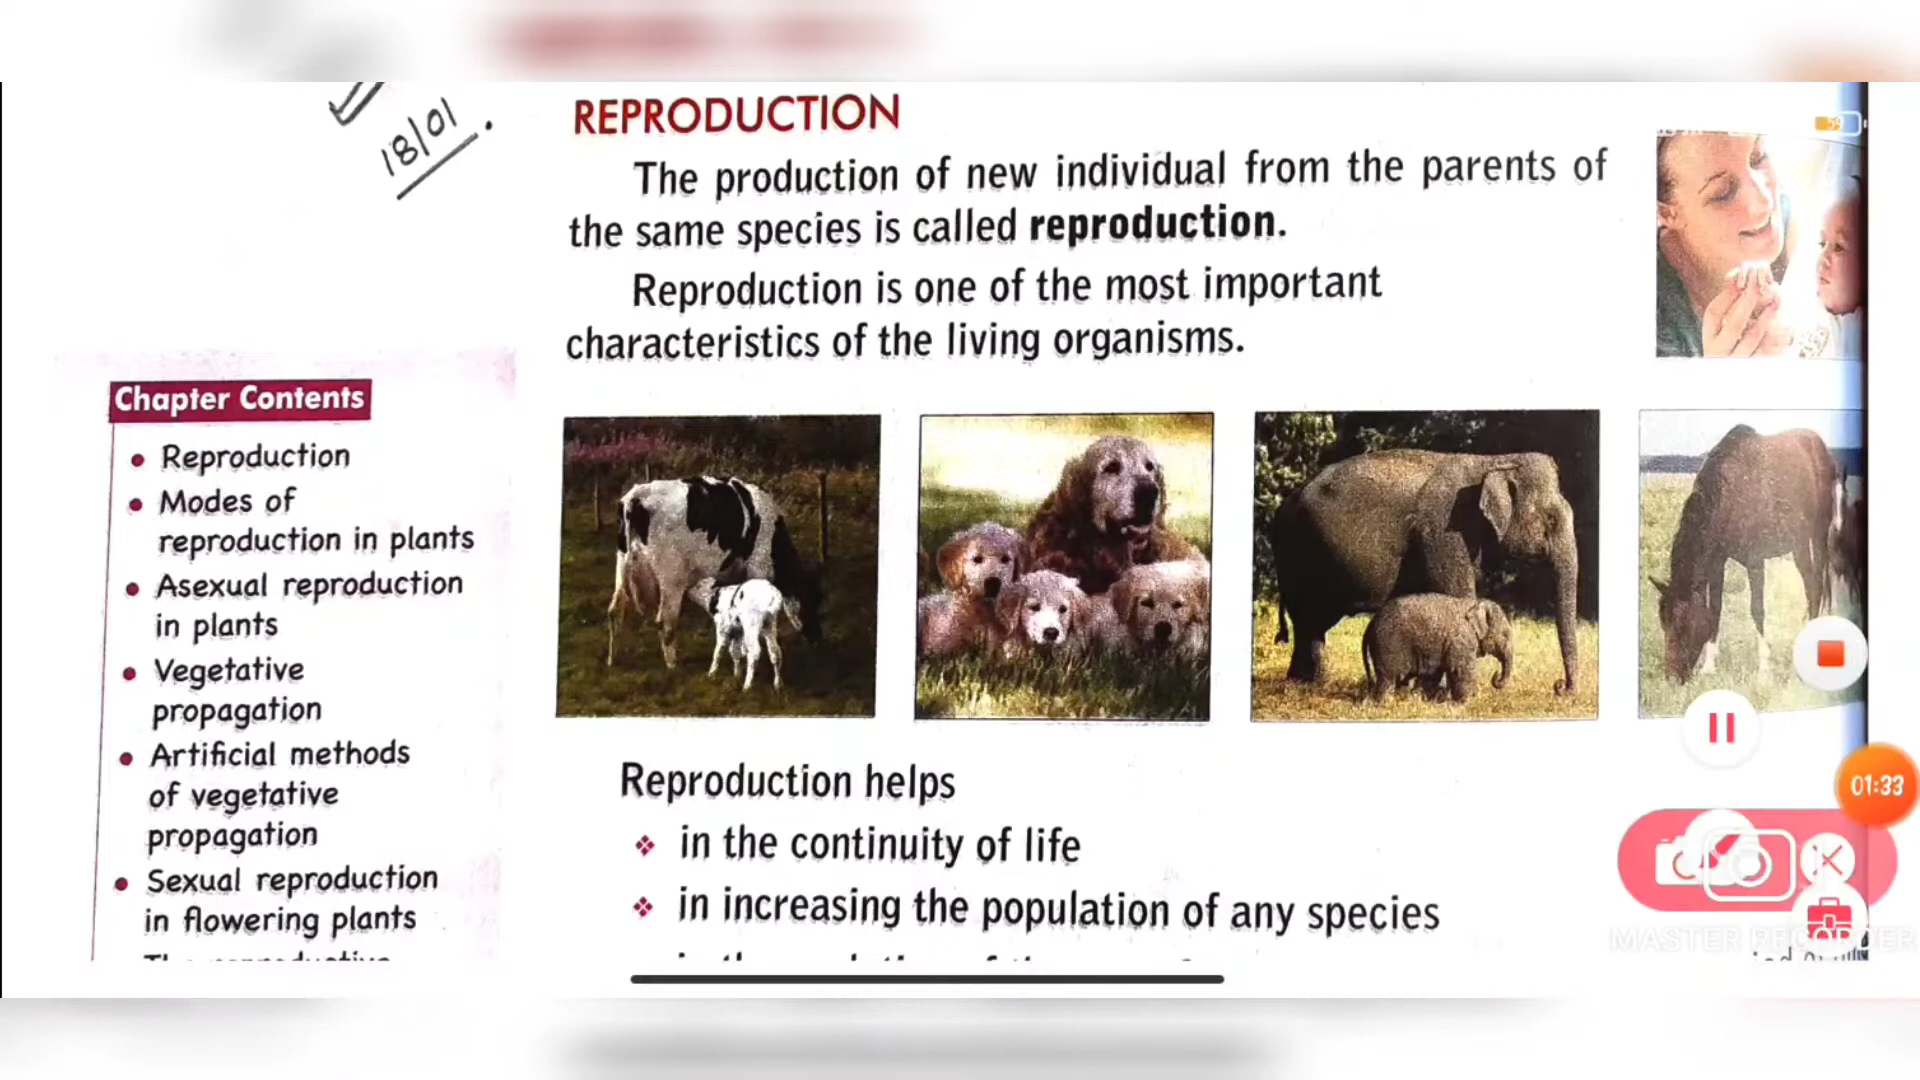 18/01.
REPRODUCTION
The production of new individual from the parents of
the same species is called reproduction.
Reproduction is one of the most important
characteristics of the living organisms.
Chapter Contents
Reproduction
Modes of
reproduction in plants
Asexual reproduction
in plants
Vegetative
propagation
Artificial methods
of vegetative
propagation
Sexual reproduction
in flowering plants
Reproduction helps
in the continuity of life
in increasing the population of any species
59
01:33
MASTER RECORDER